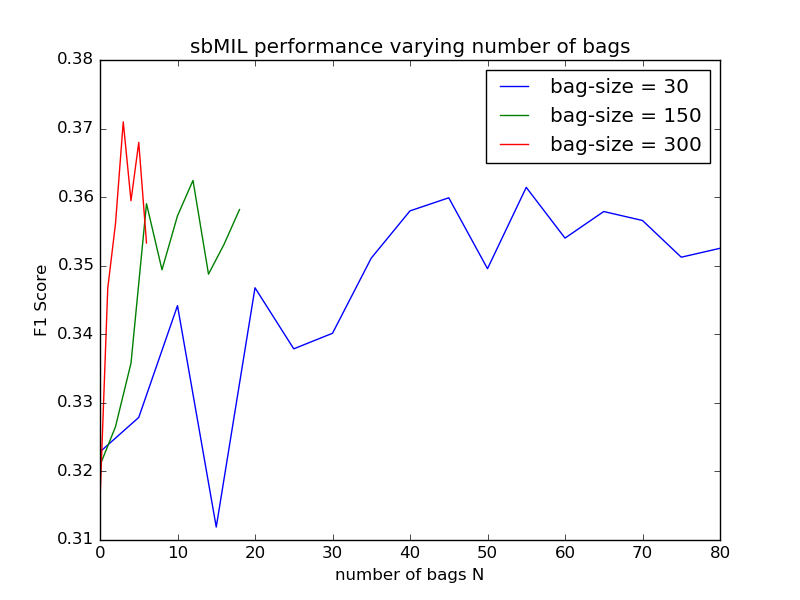 sbMIL performance varying number of bags
0.38
0.37
0.36
0.35
0.34
0.33
0.32
0.31
F1 Score
bag-size = 30
bag-size = 150
bag-size = 300
0 10 20 30 40 50 60 70 80
number of bags N